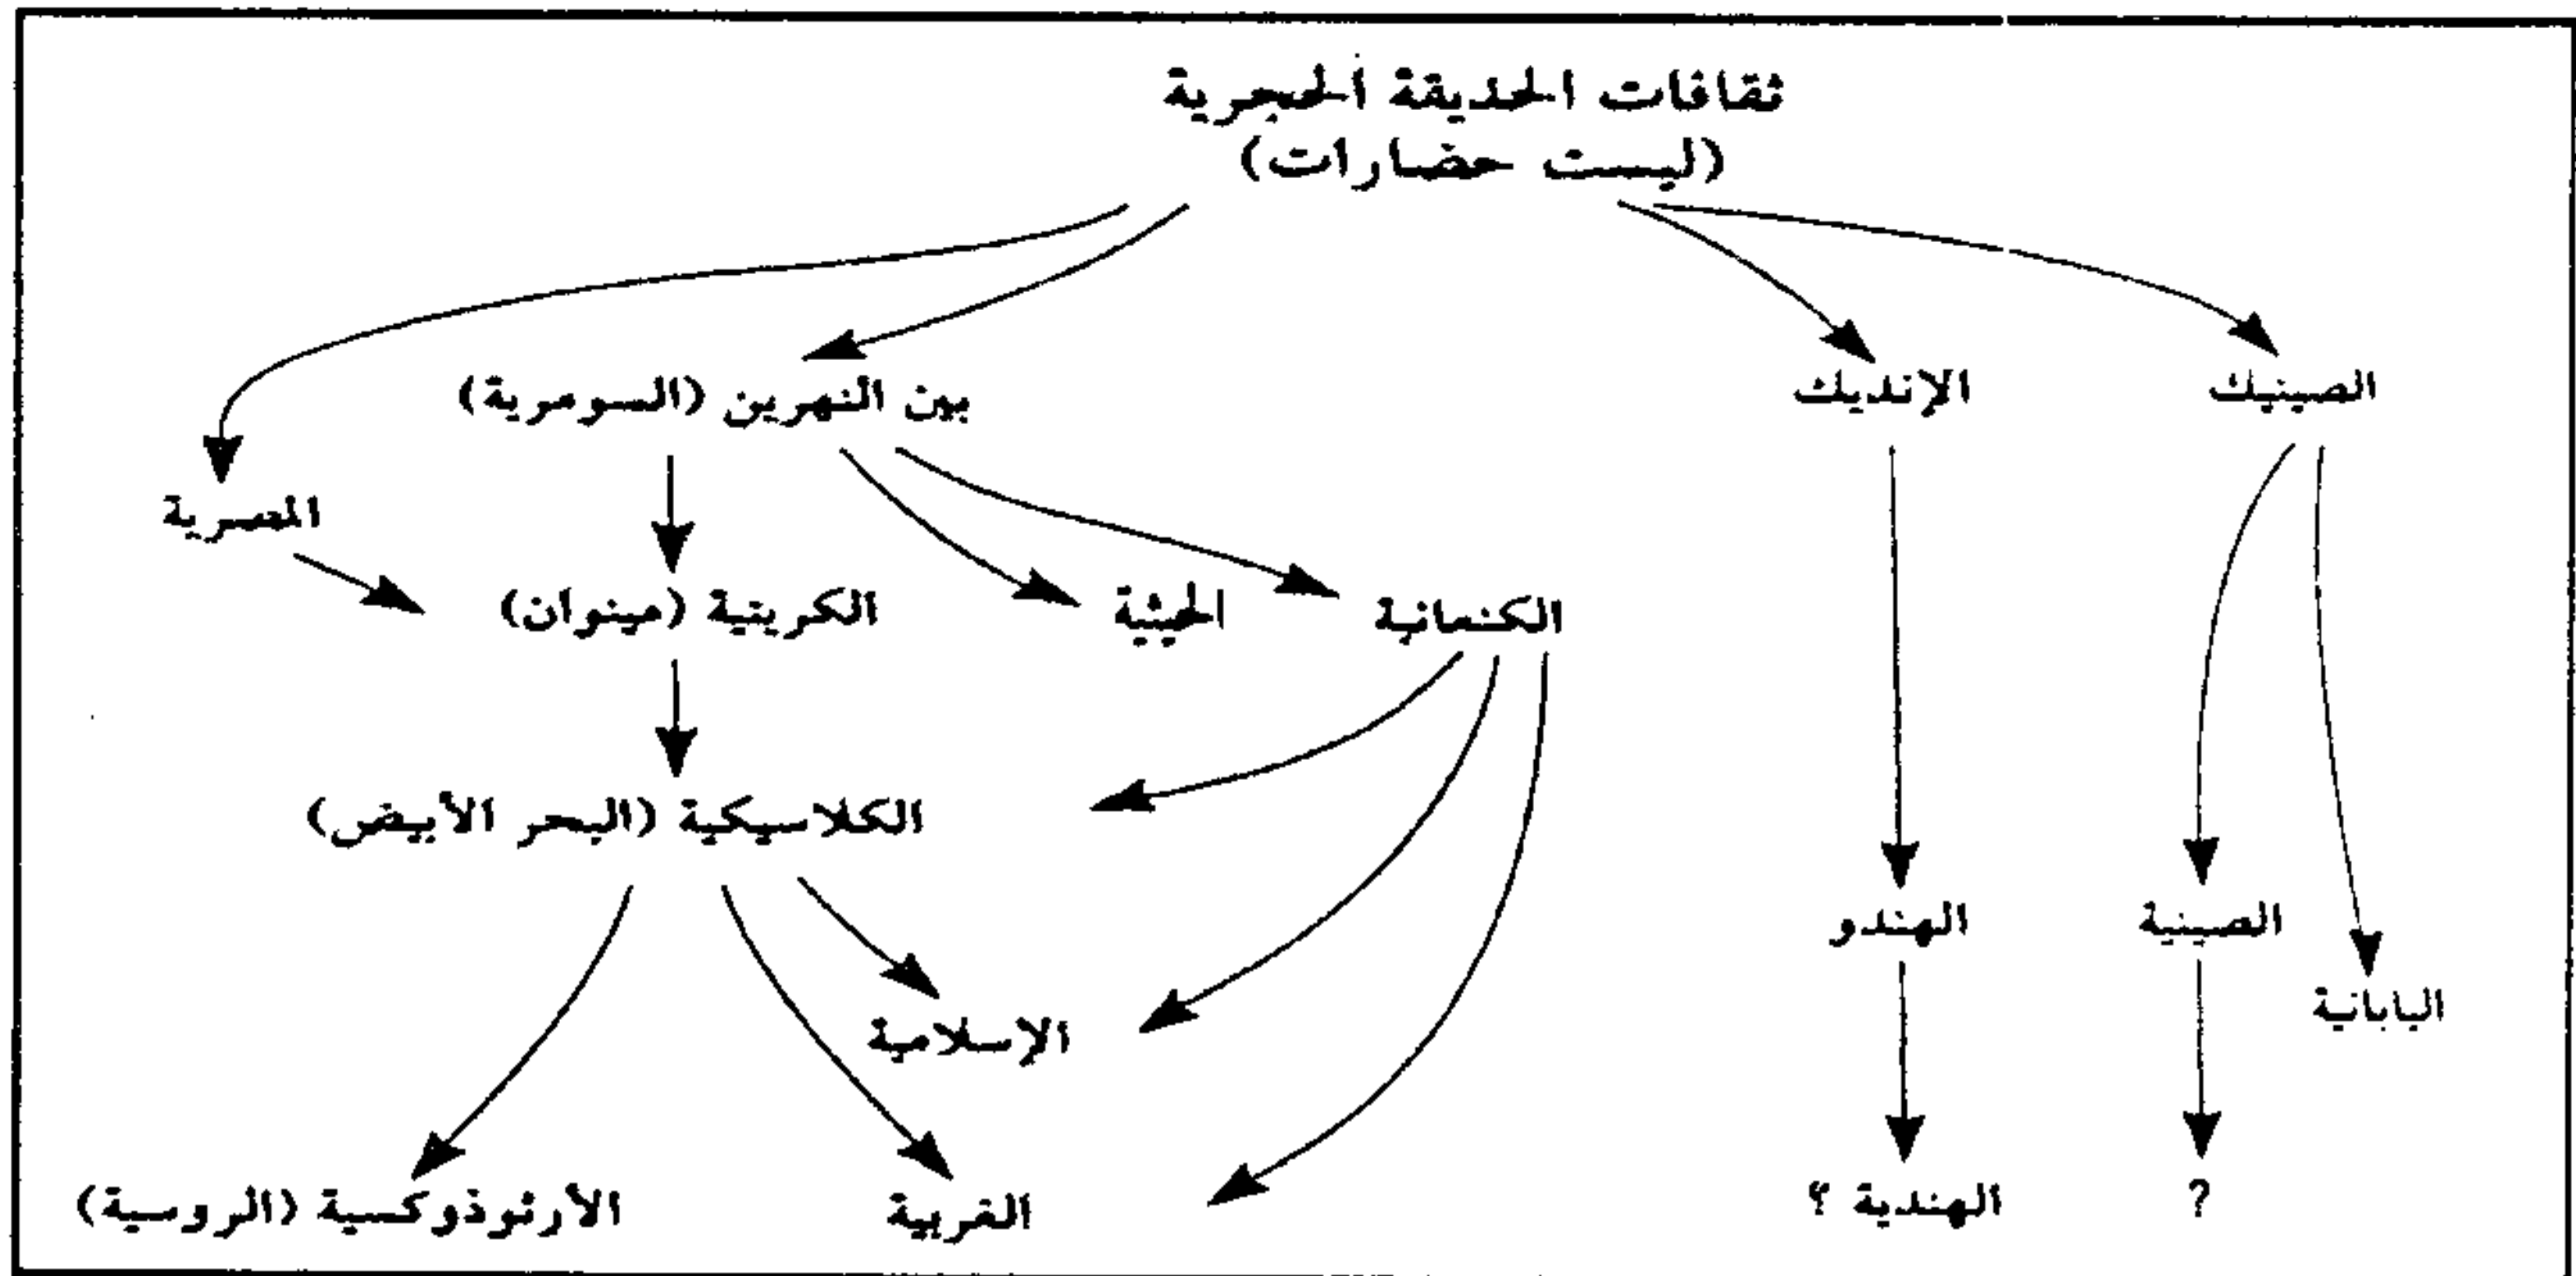 ثقافات الحديقة الحجرية
(ليست حضارات)
الصينيك
الإنديك
بين النهرين (السومرية)
المصرية
الكنعانية
الحيثية
الكريتية (مينوان)
الكلاسيكية (البحر الأبيض)
الصينية
الهندو
اليابانية
الإسلامية
?
الهندية ؟
الغربية
الأرثوذوكسية (الروسية)